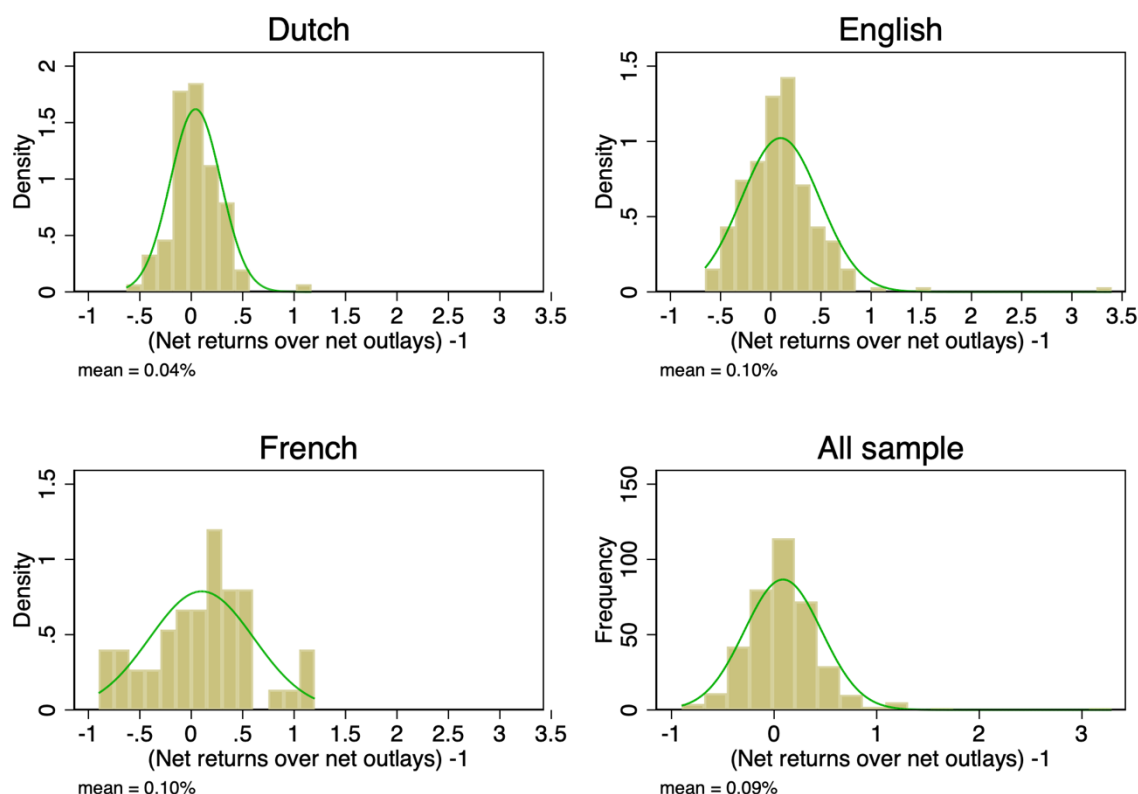 Dutch
Density
2
1.5
1
.5
0
-1 -.5 0 .5 1 1.5 2 2.5 3 3.5
(Net returns over net outlays) -1
mean = 0.04%
English
Density
1.5
1
.5
0
-1 -.5 0 .5 1 1.5 2 2.5 3 3.5
(Net returns over net outlays) -1
mean = 0.10%
French
Density
1.5
1
.5
0
-1 -.5 0 .5 1 1.5 2 2.5 3 3.5
(Net returns over net outlays) -1
mean = 0.10%
All sample
Frequency
150
100
50
0
-1 0 1 2 3
(Net returns over net outlays) -1
mean = 0.09%